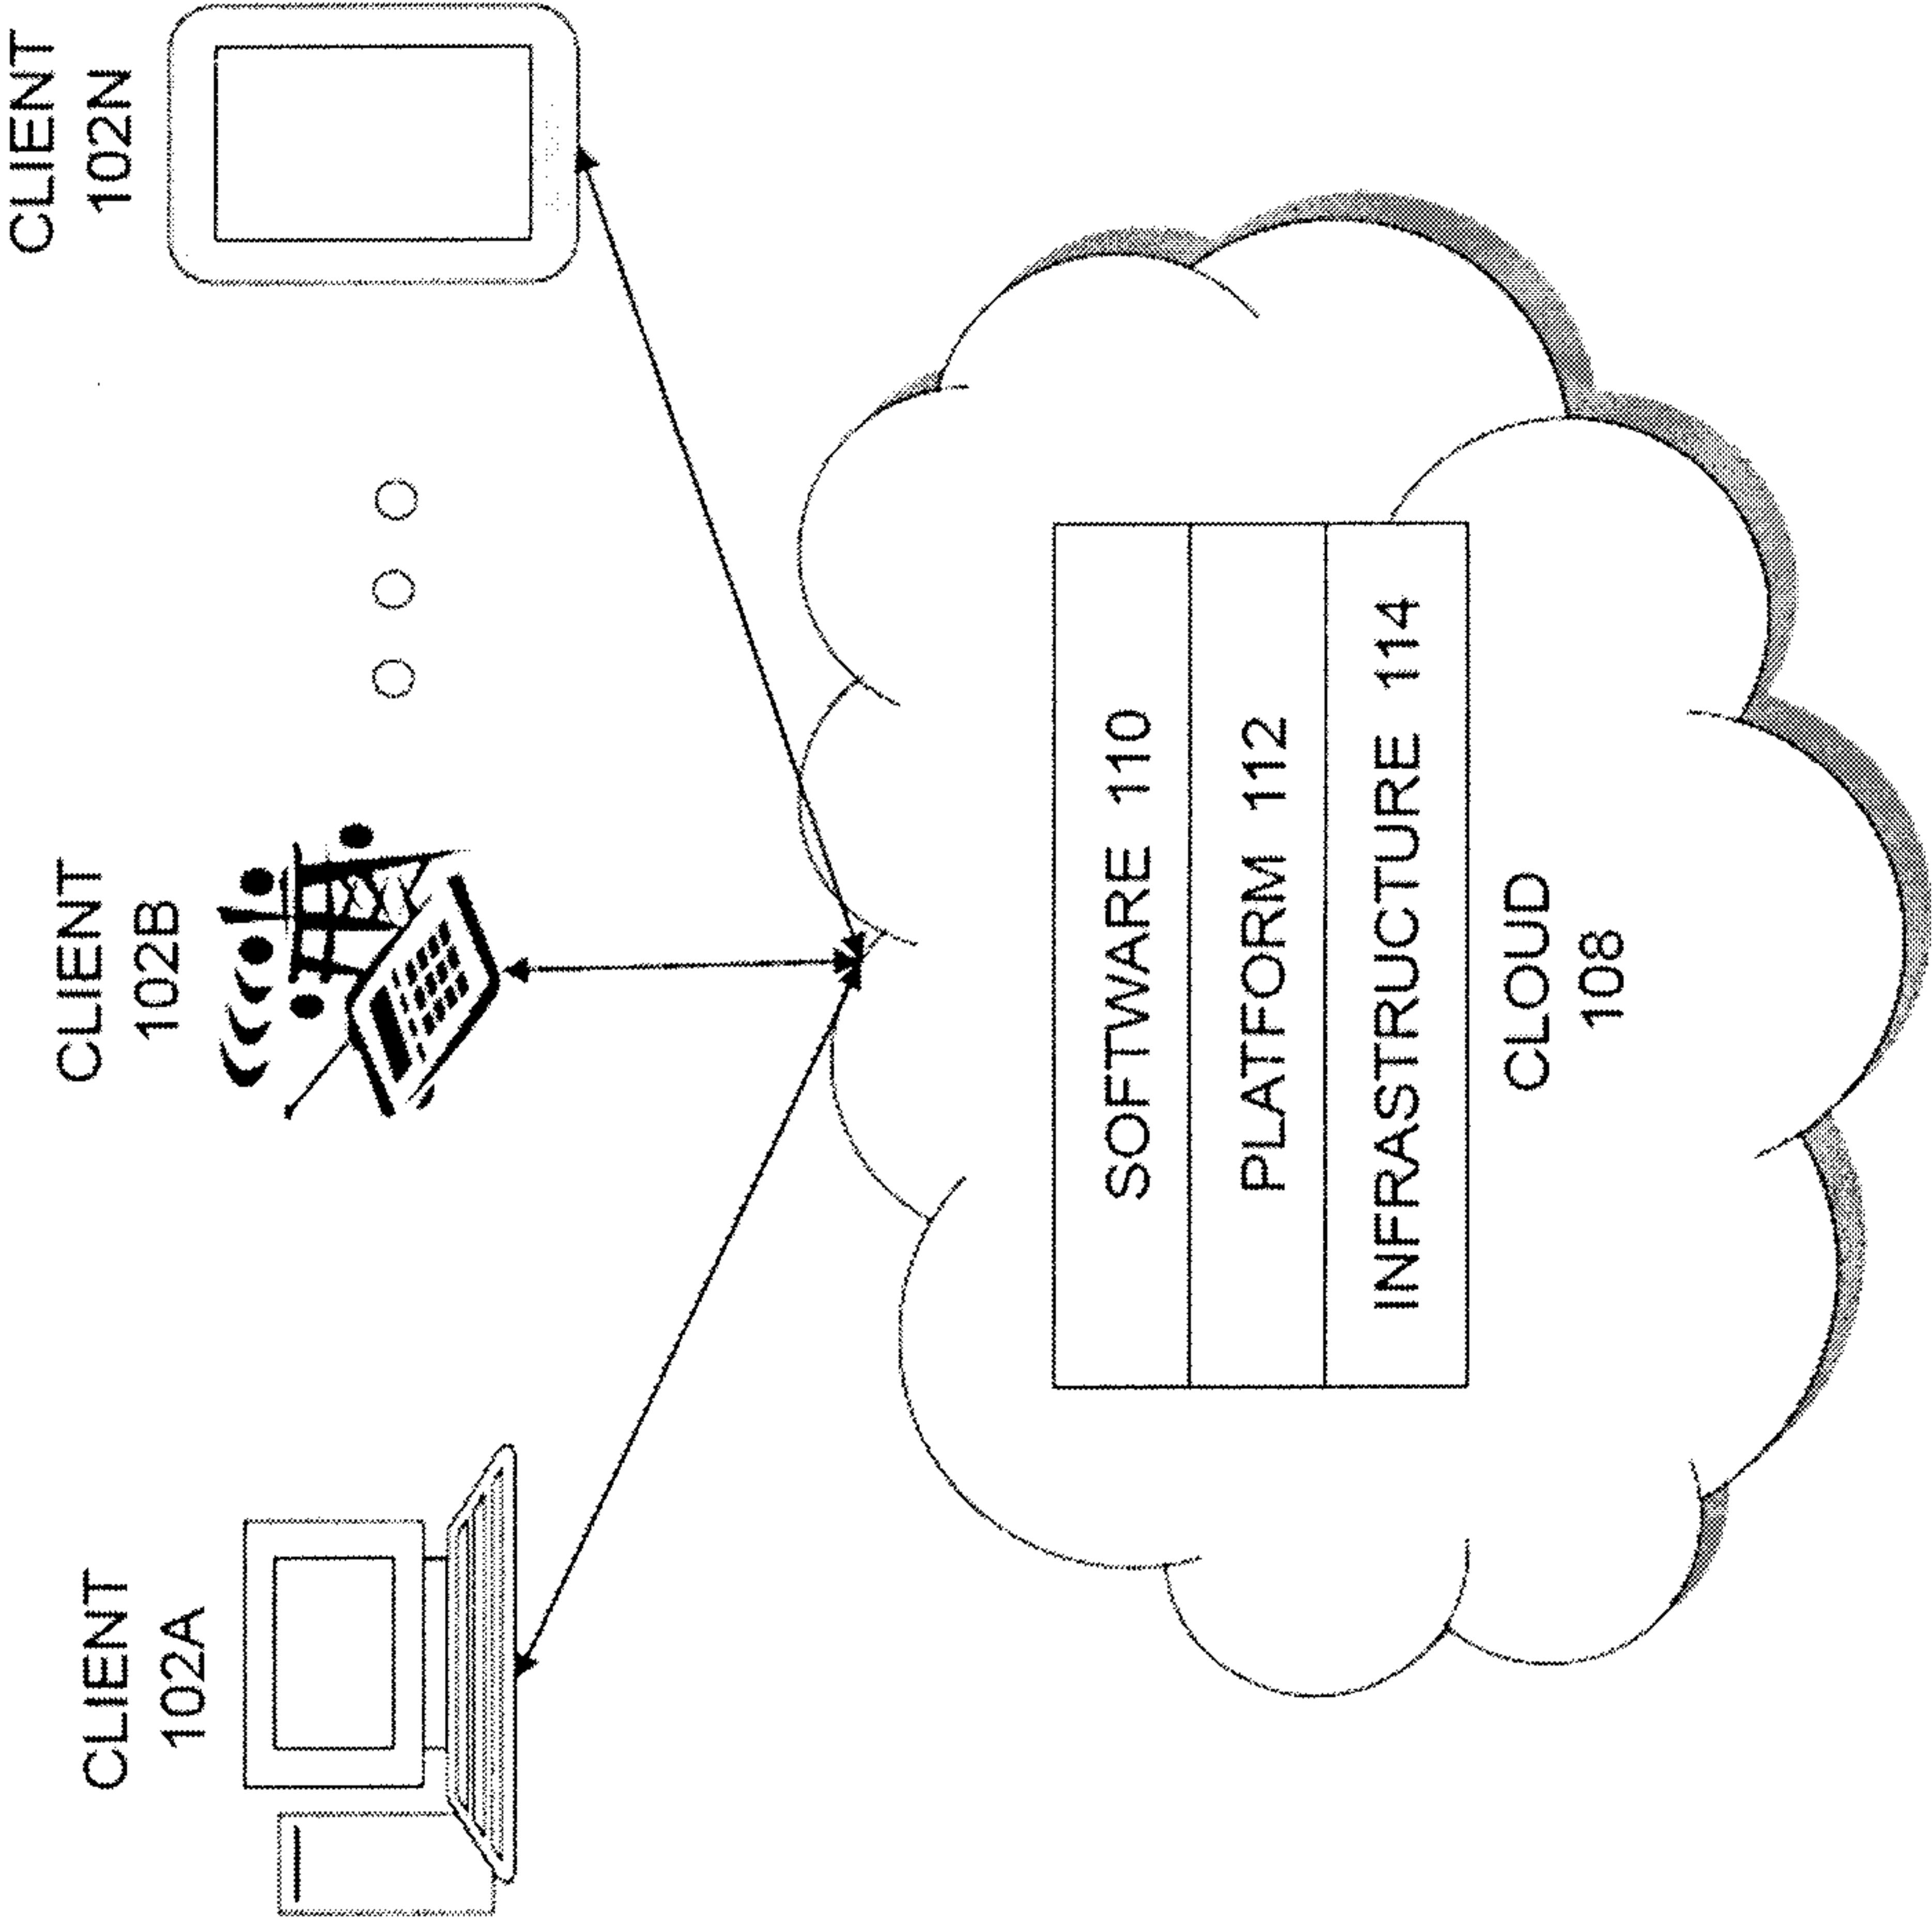 CLIENT
102A
CLIENT
102B
CLIENT
102N
SOFTWARE 110
PLATFORM 112
INFRASTRUCTURE 114
CLOUD
108